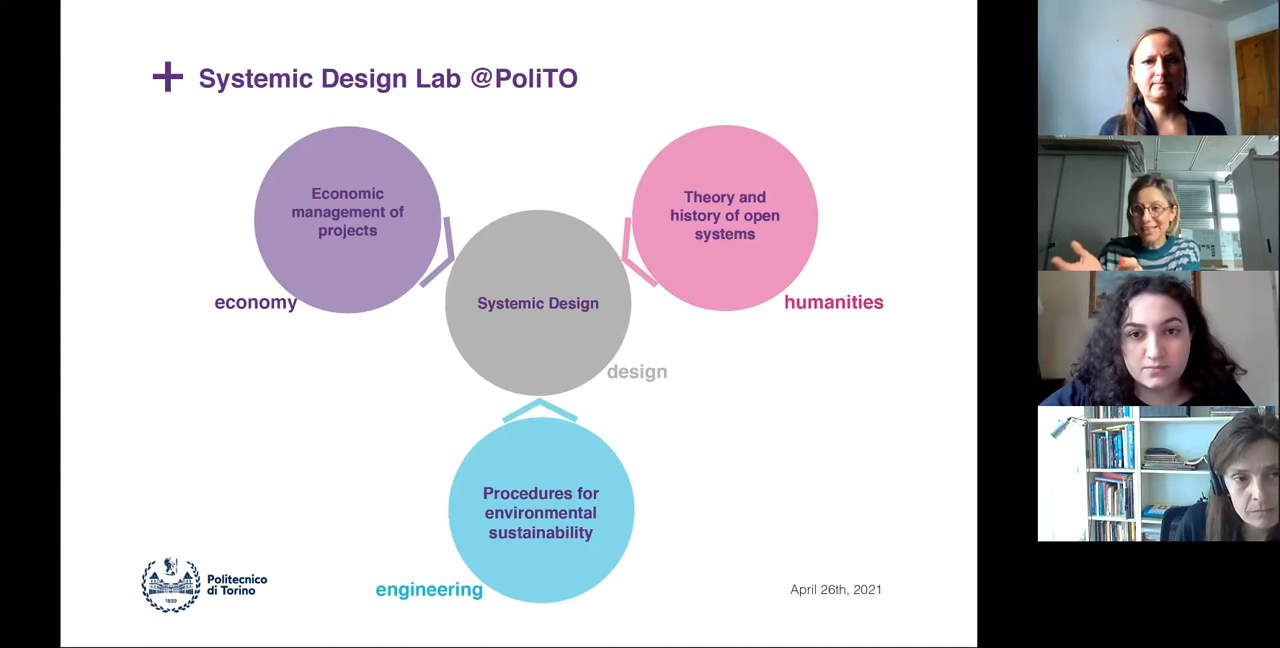 + Systemic Design Lab @PoliTO
Economic
management of
projects
economy
Theory and
history of open
systems
humanities
Systemic Design
design
Procedures for
environmental
sustainability
engineering
Politecnico
di Torino
1859
April 26th, 2021